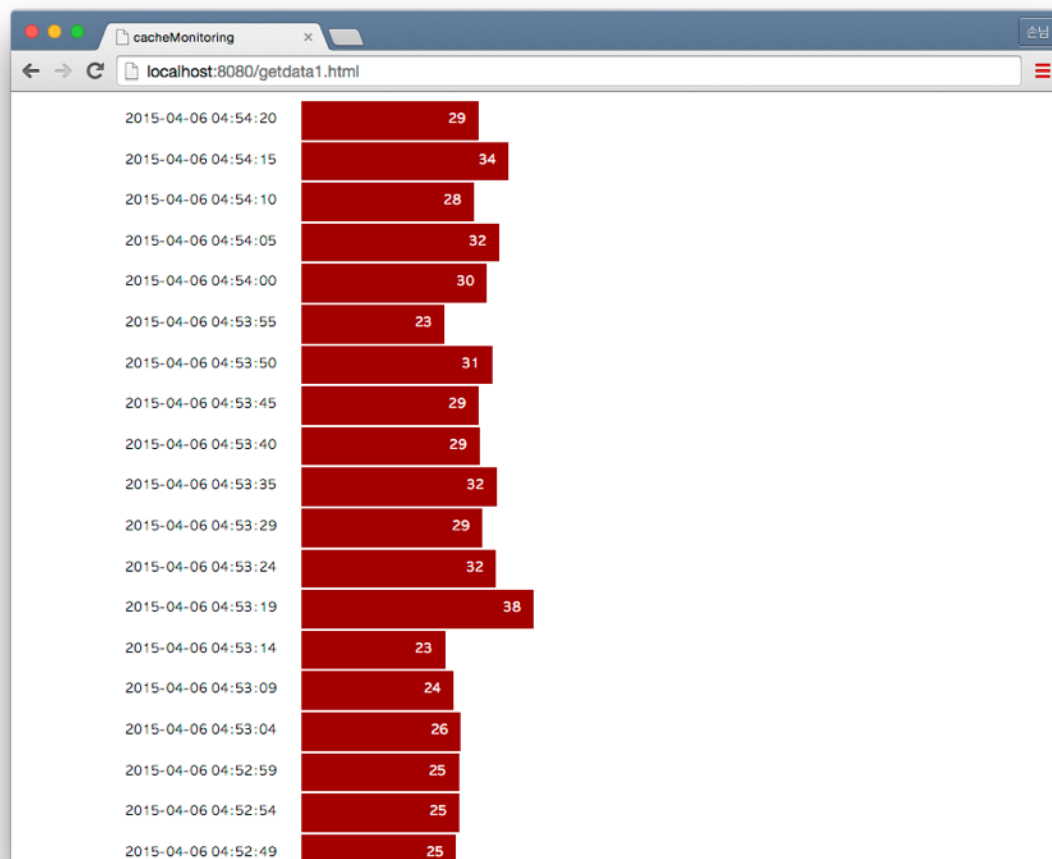 cacheMonitoring
손님
localhost:8080/getdata1.html
2015-04-06 04:54:20 29
2015-04-06 04:54:15 34
2015-04-06 04:54:10 28
2015-04-06 04:54:05 32
2015-04-06 04:54:00 30
2015-04-06 04:53:55 23
2015-04-06 04:53:50 31
2015-04-06 04:53:45 29
2015-04-06 04:53:40 29
2015-04-06 04:53:35 32
2015-04-06 04:53:29 29
2015-04-06 04:53:24 32
2015-04-06 04:53:19 38
2015-04-06 04:53:14 23
2015-04-06 04:53:09 24
2015-04-06 04:53:04 26
2015-04-06 04:52:59 25
2015-04-06 04:52:54 25
2015-04-06 04:52:49 25